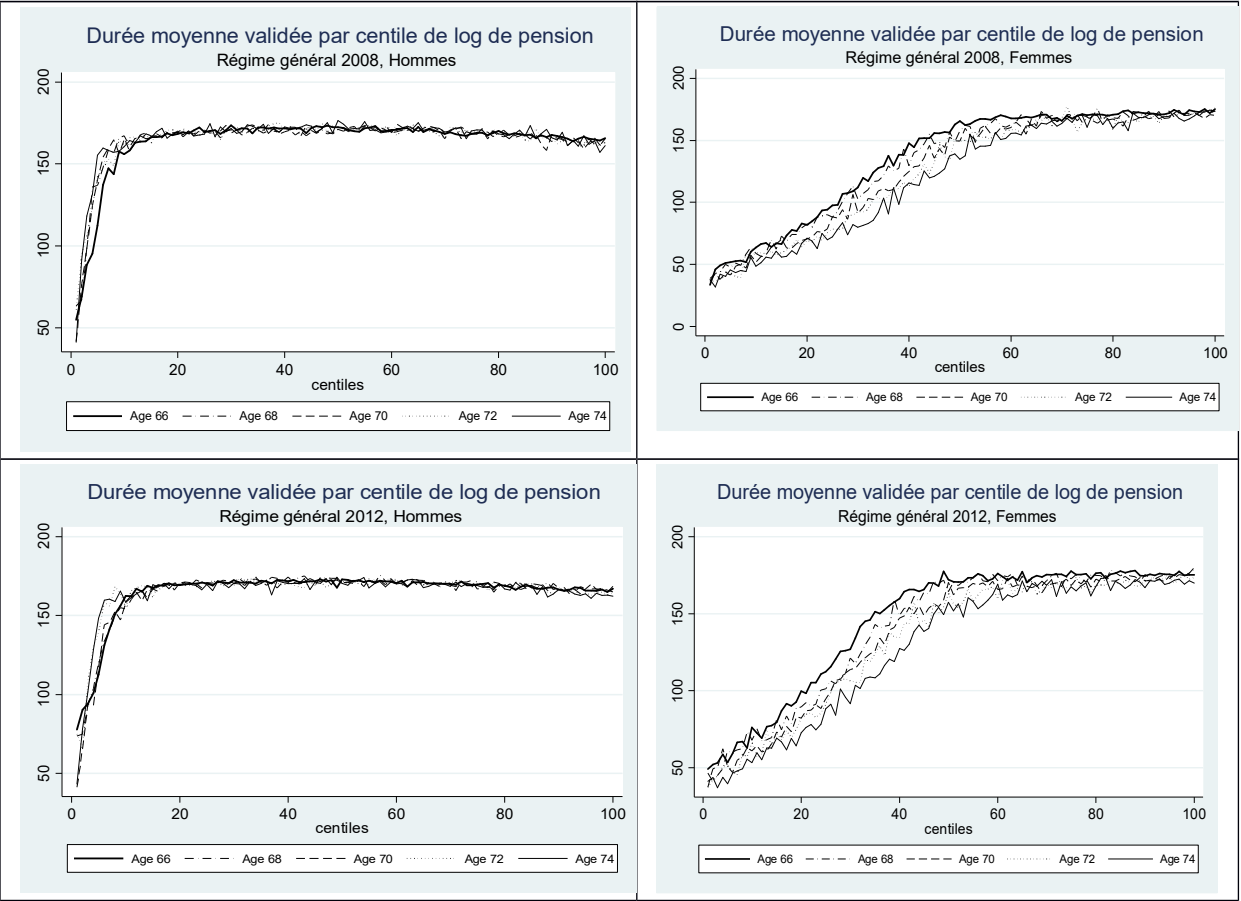 Durée moyenne validée par centile de log de pension
Régime général 2008, Hommes
200
150
100
50
0 20 40 60 80 100
centiles
Age 66 Age 68 Age 70 Age 72 Age 74
Durée moyenne validée par centile de log de pension
Régime général 2008, Femmes
200
150
100
50
0
0 20 40 60 80 100
centiles
Age 66 Age 68 Age 70 Age 72 Age 74
Durée moyenne validée par centile de log de pension
Régime général 2012, Hommes
200
150
100
50
0 20 40 60 80 100
centiles
Age 66 Age 68 Age 70 Age 72 Age 74
Durée moyenne validée par centile de log de pension
Régime général 2012, Femmes
200
150
100
50
0 20 40 60 80 100
centiles
Age 66 Age 68 Age 70 Age 72 Age 74